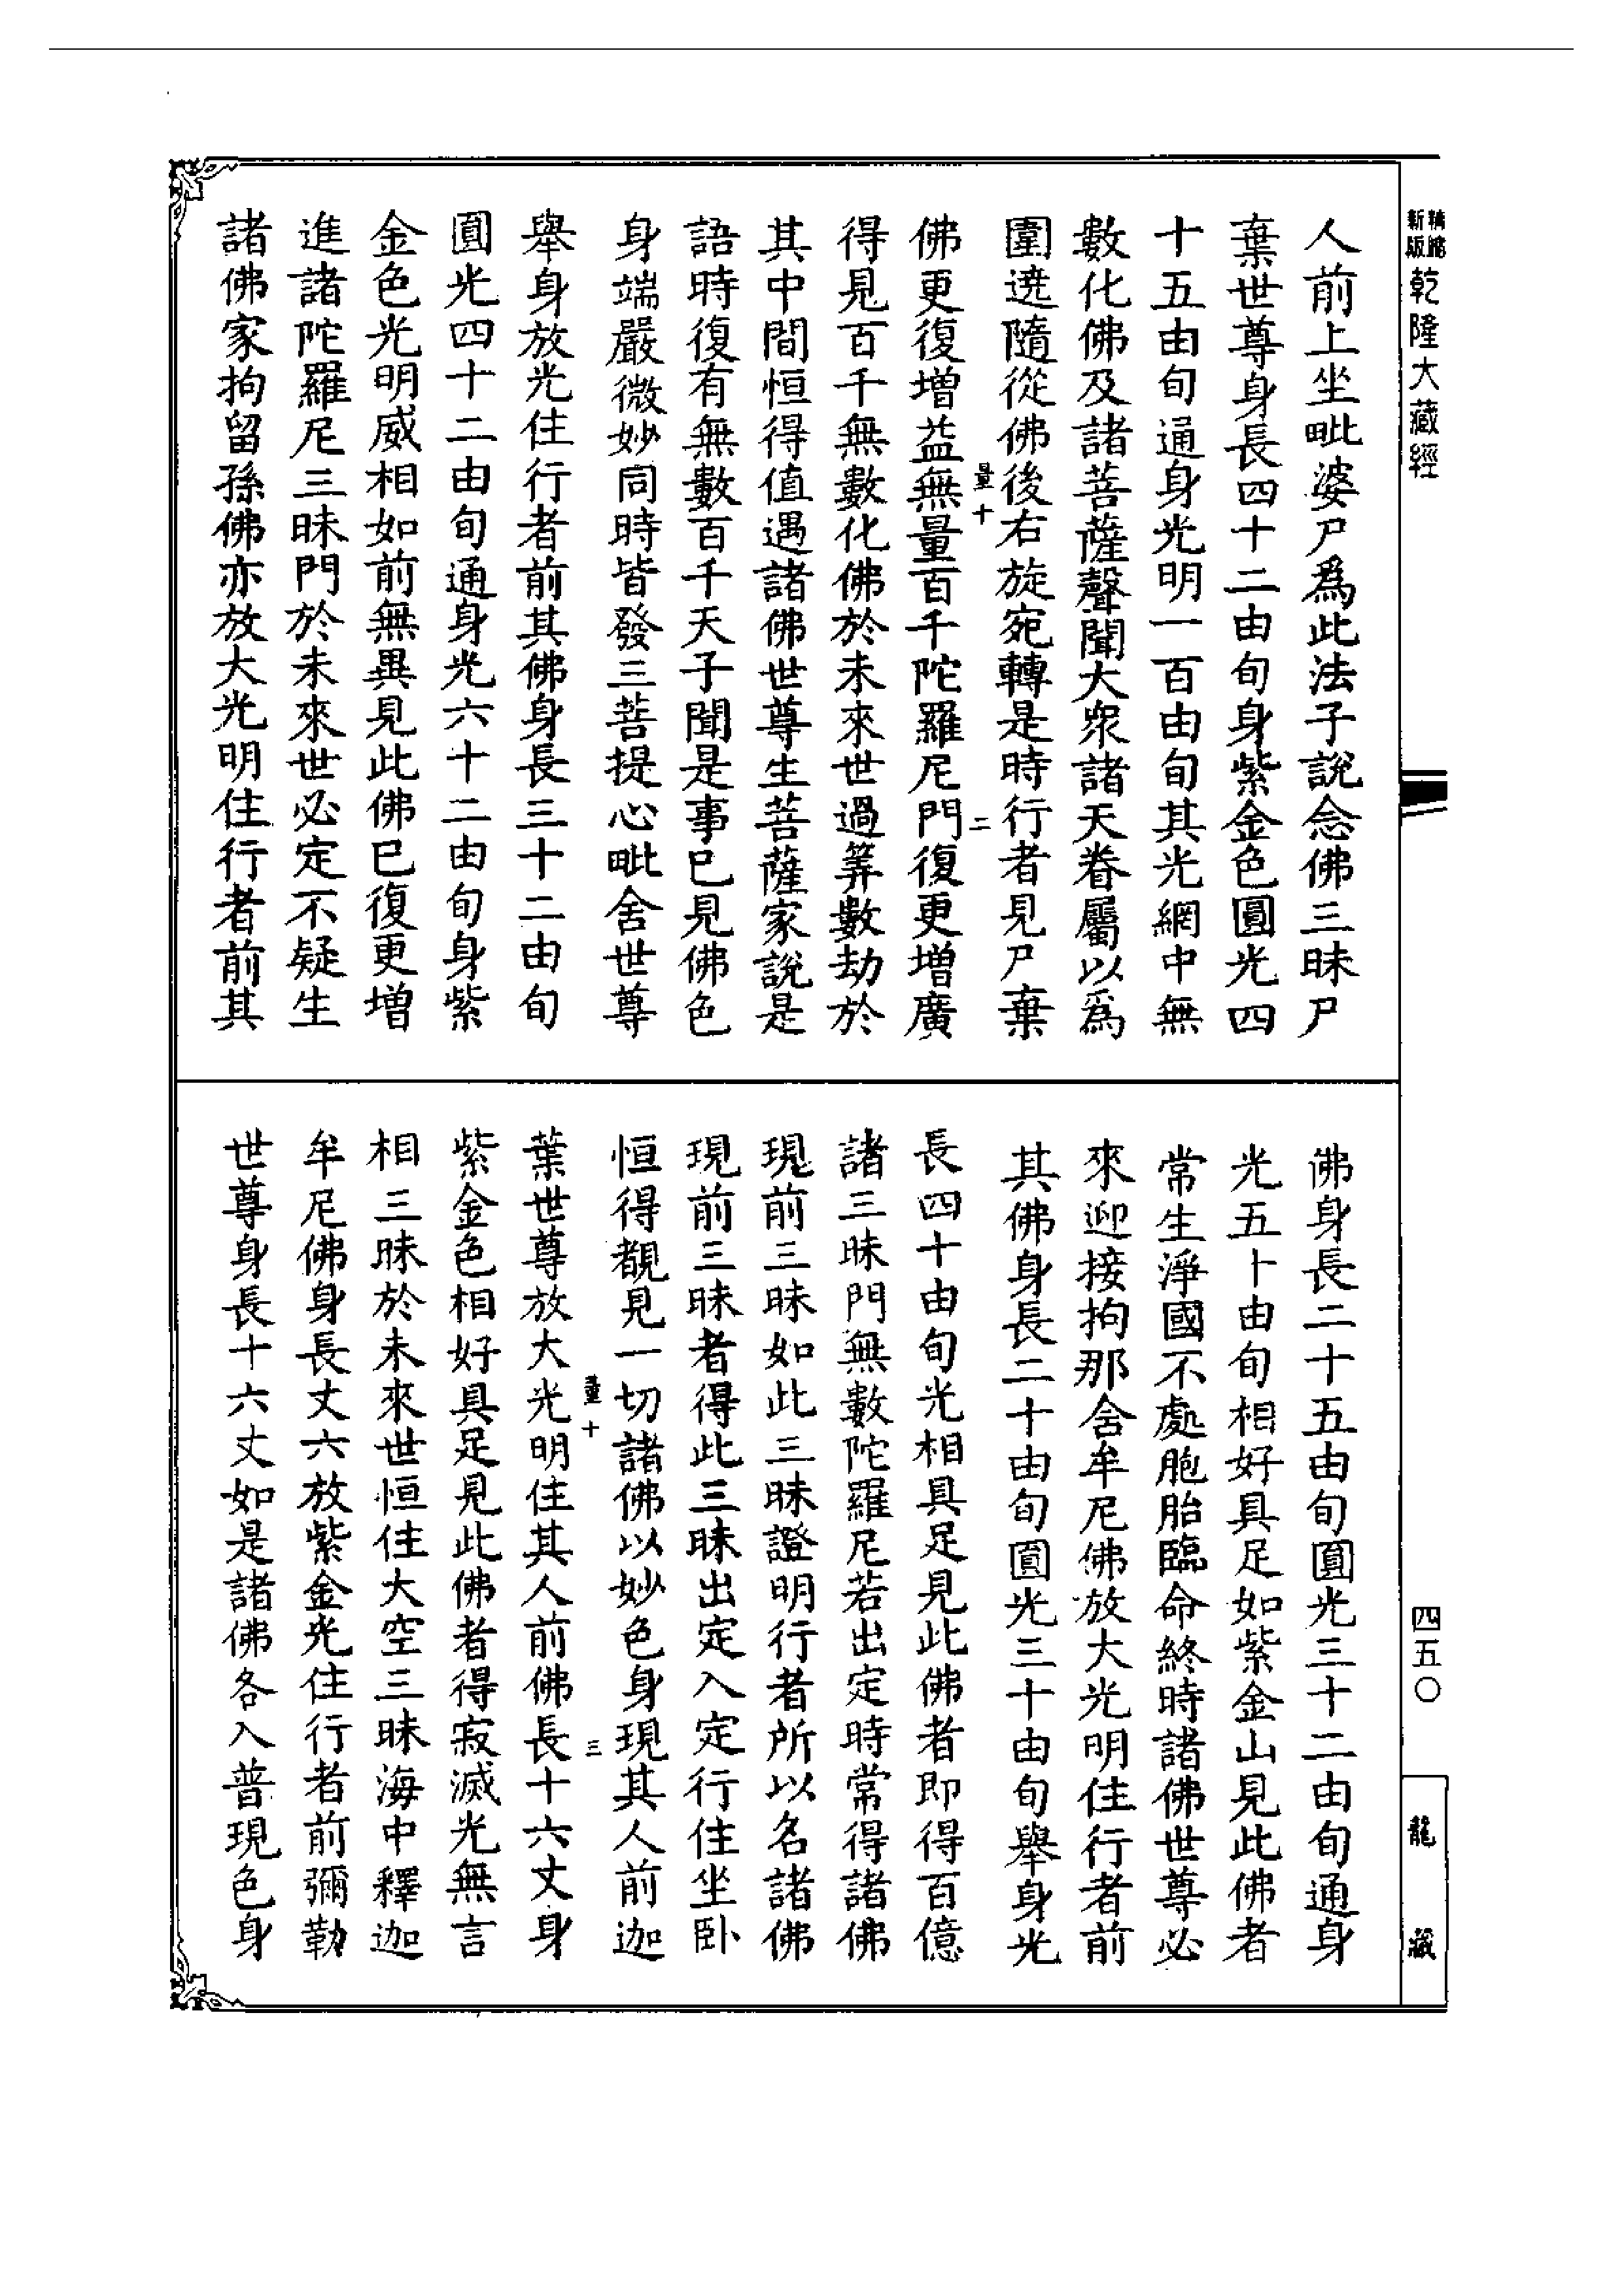 新版
精縮
乾隆大藏經
人前上坐毗婆尸爲此法子說念佛三昧尸
棄世尊身長四十二由旬身紫金色圓光四
十五由旬通身光明一百由旬其光網中無
數化佛及諸菩薩聲聞大衆諸天眷屬以爲
圍遶隨從佛後右旋宛轉是時行者見尸棄
量十
二
佛更復增益無量百千陀羅尼門復更增廣
得見百千無數化佛於未來世過筭數劫於
其中間恒得值遇諸佛世尊生菩薩家說是
語時復有無數百千天子聞是事已見佛色
身端嚴微妙同時皆發三菩提心毗舍世尊
舉身放光住行者前其佛身長三十二由旬
圓光四十二由旬通身光六十二由旬身紫
金色光明威相如前無異見此佛已復更增
進諸陀羅尼三昧門於未來世必定不疑生
諸佛家拘留孫佛亦放大光明住行者前其
佛身長二十五由旬圓光三十二由旬通身
光五十由旬相好具足如紫金山見此佛者
常生淨國不處胞胎臨命終時諸佛世尊必
來迎接拘那舍牟尼佛放大光明住行者前
其佛身長二十由旬圓光三十由旬舉身光
長四十由旬光相具足見此佛者即得百億
諸三昧門無數陀羅尼若出定時常得諸佛
現前三昧如此三昧證明行者所以名諸佛
現前三昧者得此三昧出定入定行住坐卧
恒得覩見一切諸佛以妙色身現其人前迦
量十
三
葉世尊放大光明住其人前佛長十六丈身
紫金色相好具足見此佛者得寂滅光無言
相三昧於未來世恒住大空三昧海中釋迦
牟尼佛身長丈六放紫金光住行者前彌勒
世尊身長十六丈如是諸佛各入普現色身
四五〇
龍藏